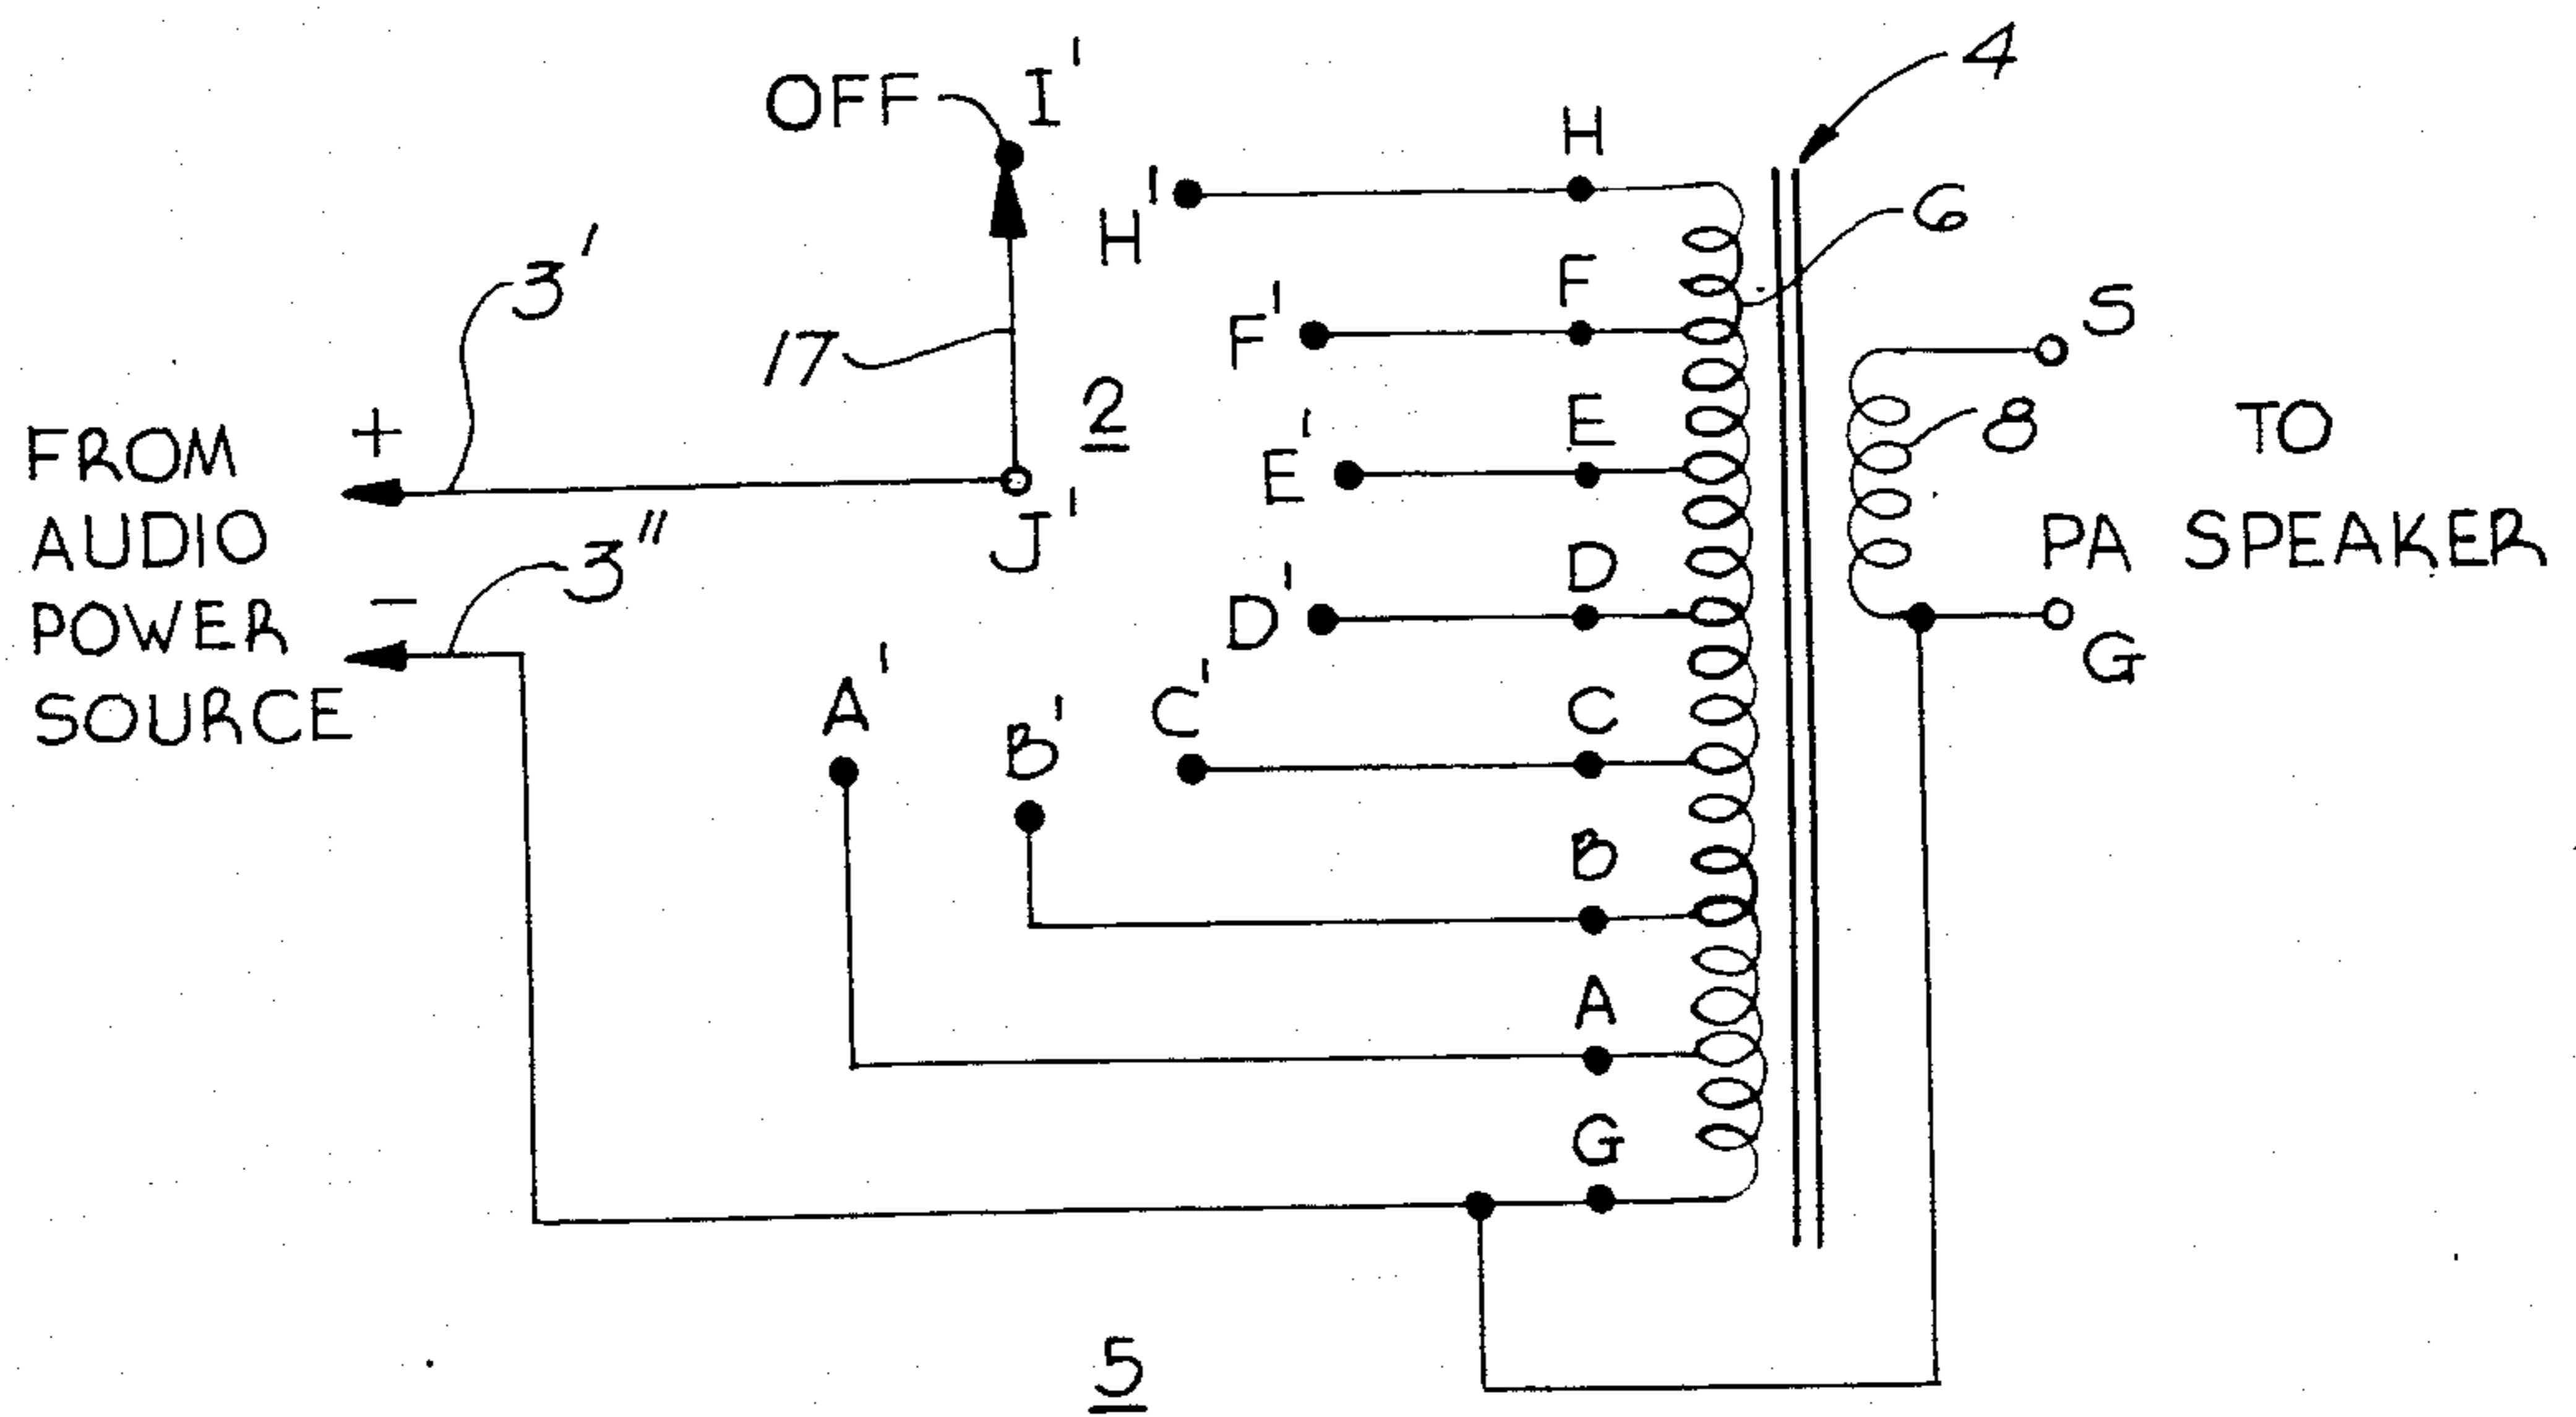 4
OFF I'
H
H'
6
3'
F
F'
S
17
2
E
8
TO
+
FROM
E'
J'
AUDIO
3"
D
PA SPEAKER
-
POWER
D'
G
SOURCE
A'
B'
C'
C
B
A
G
5